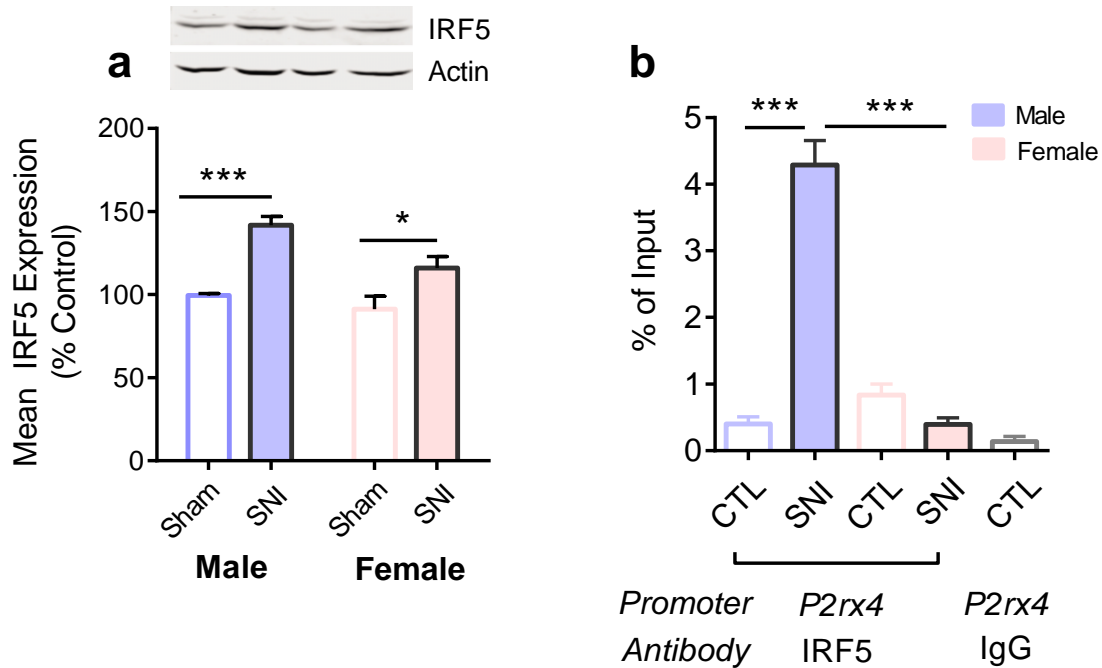 a
IRF5
Actin
Mean IRF5 Expression
(% Control)
200
150
100
50
0
***
*
Sham
SNI
Sham
SNI
Male
Female
b
% of Input
5
4
3
2
1
0
***
***
Male
Female
CTL
SNI
CTL
SNI
CTL
Promoter P2rx4 P2rx4
Antibody IRF5 IgG